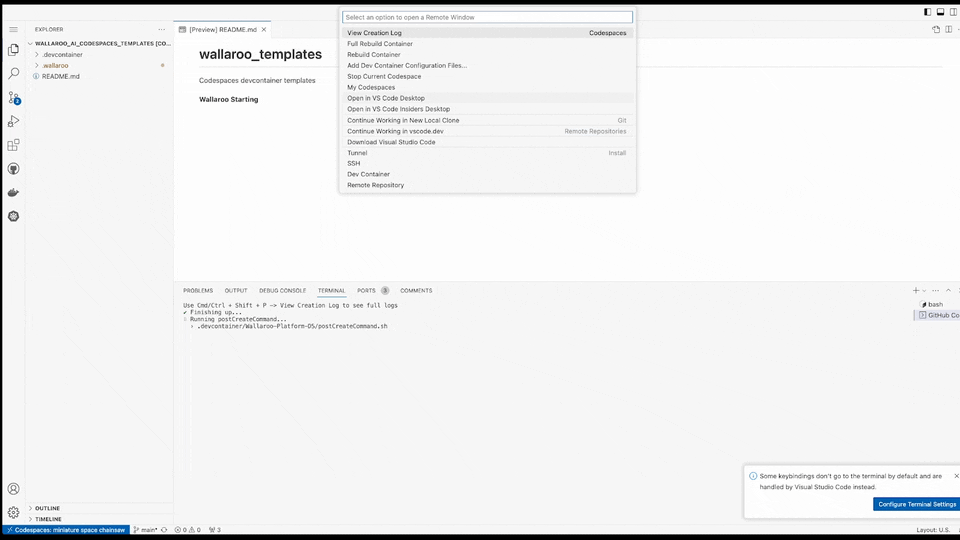 Select an option to open a Remote Window
View Creation Log Codespaces
Full Rebuild Container
Rebuild Container
Add Dev Container Configuration Files...
Stop Current Codespace
My Codespaces
Open in VS Code Desktop
Open in VS Code Insiders Desktop
Continue Working in New Local Clone Git
Continue Working in vscode.dev Remote Repositories
Download Visual Studio Code
Tunnel Install
SSH
Dev Container
Remote Repository
EXPLORER
WALLAROO_AI_CODESPACES_TEMPLATES [CO...
.devcontainer
.wallaroo
README.md
OUTLINE
TIMELINE
[Preview] README.md
wallaroo_templates
Codespaces devcontainer templates
Wallaroo Starting
PROBLEMS OUTPUT DEBUG CONSOLE TERMINAL PORTS 3 COMMENTS
Use Cmd/Ctrl + Shift + P -> View Creation Log to see full logs
✔ Finishing up...
⠸ Running postCreateCommand...
› .devcontainer/Wallaroo-Platform-OS/postCreateCommand.sh
bash
GitHub Co
2
Some keybindings don't go to the terminal by default and are
handled by Visual Studio Code instead.
Configure Terminal Settings
Codespaces: miniature space chainsaw main* 0 0 3 Layout: U.S.